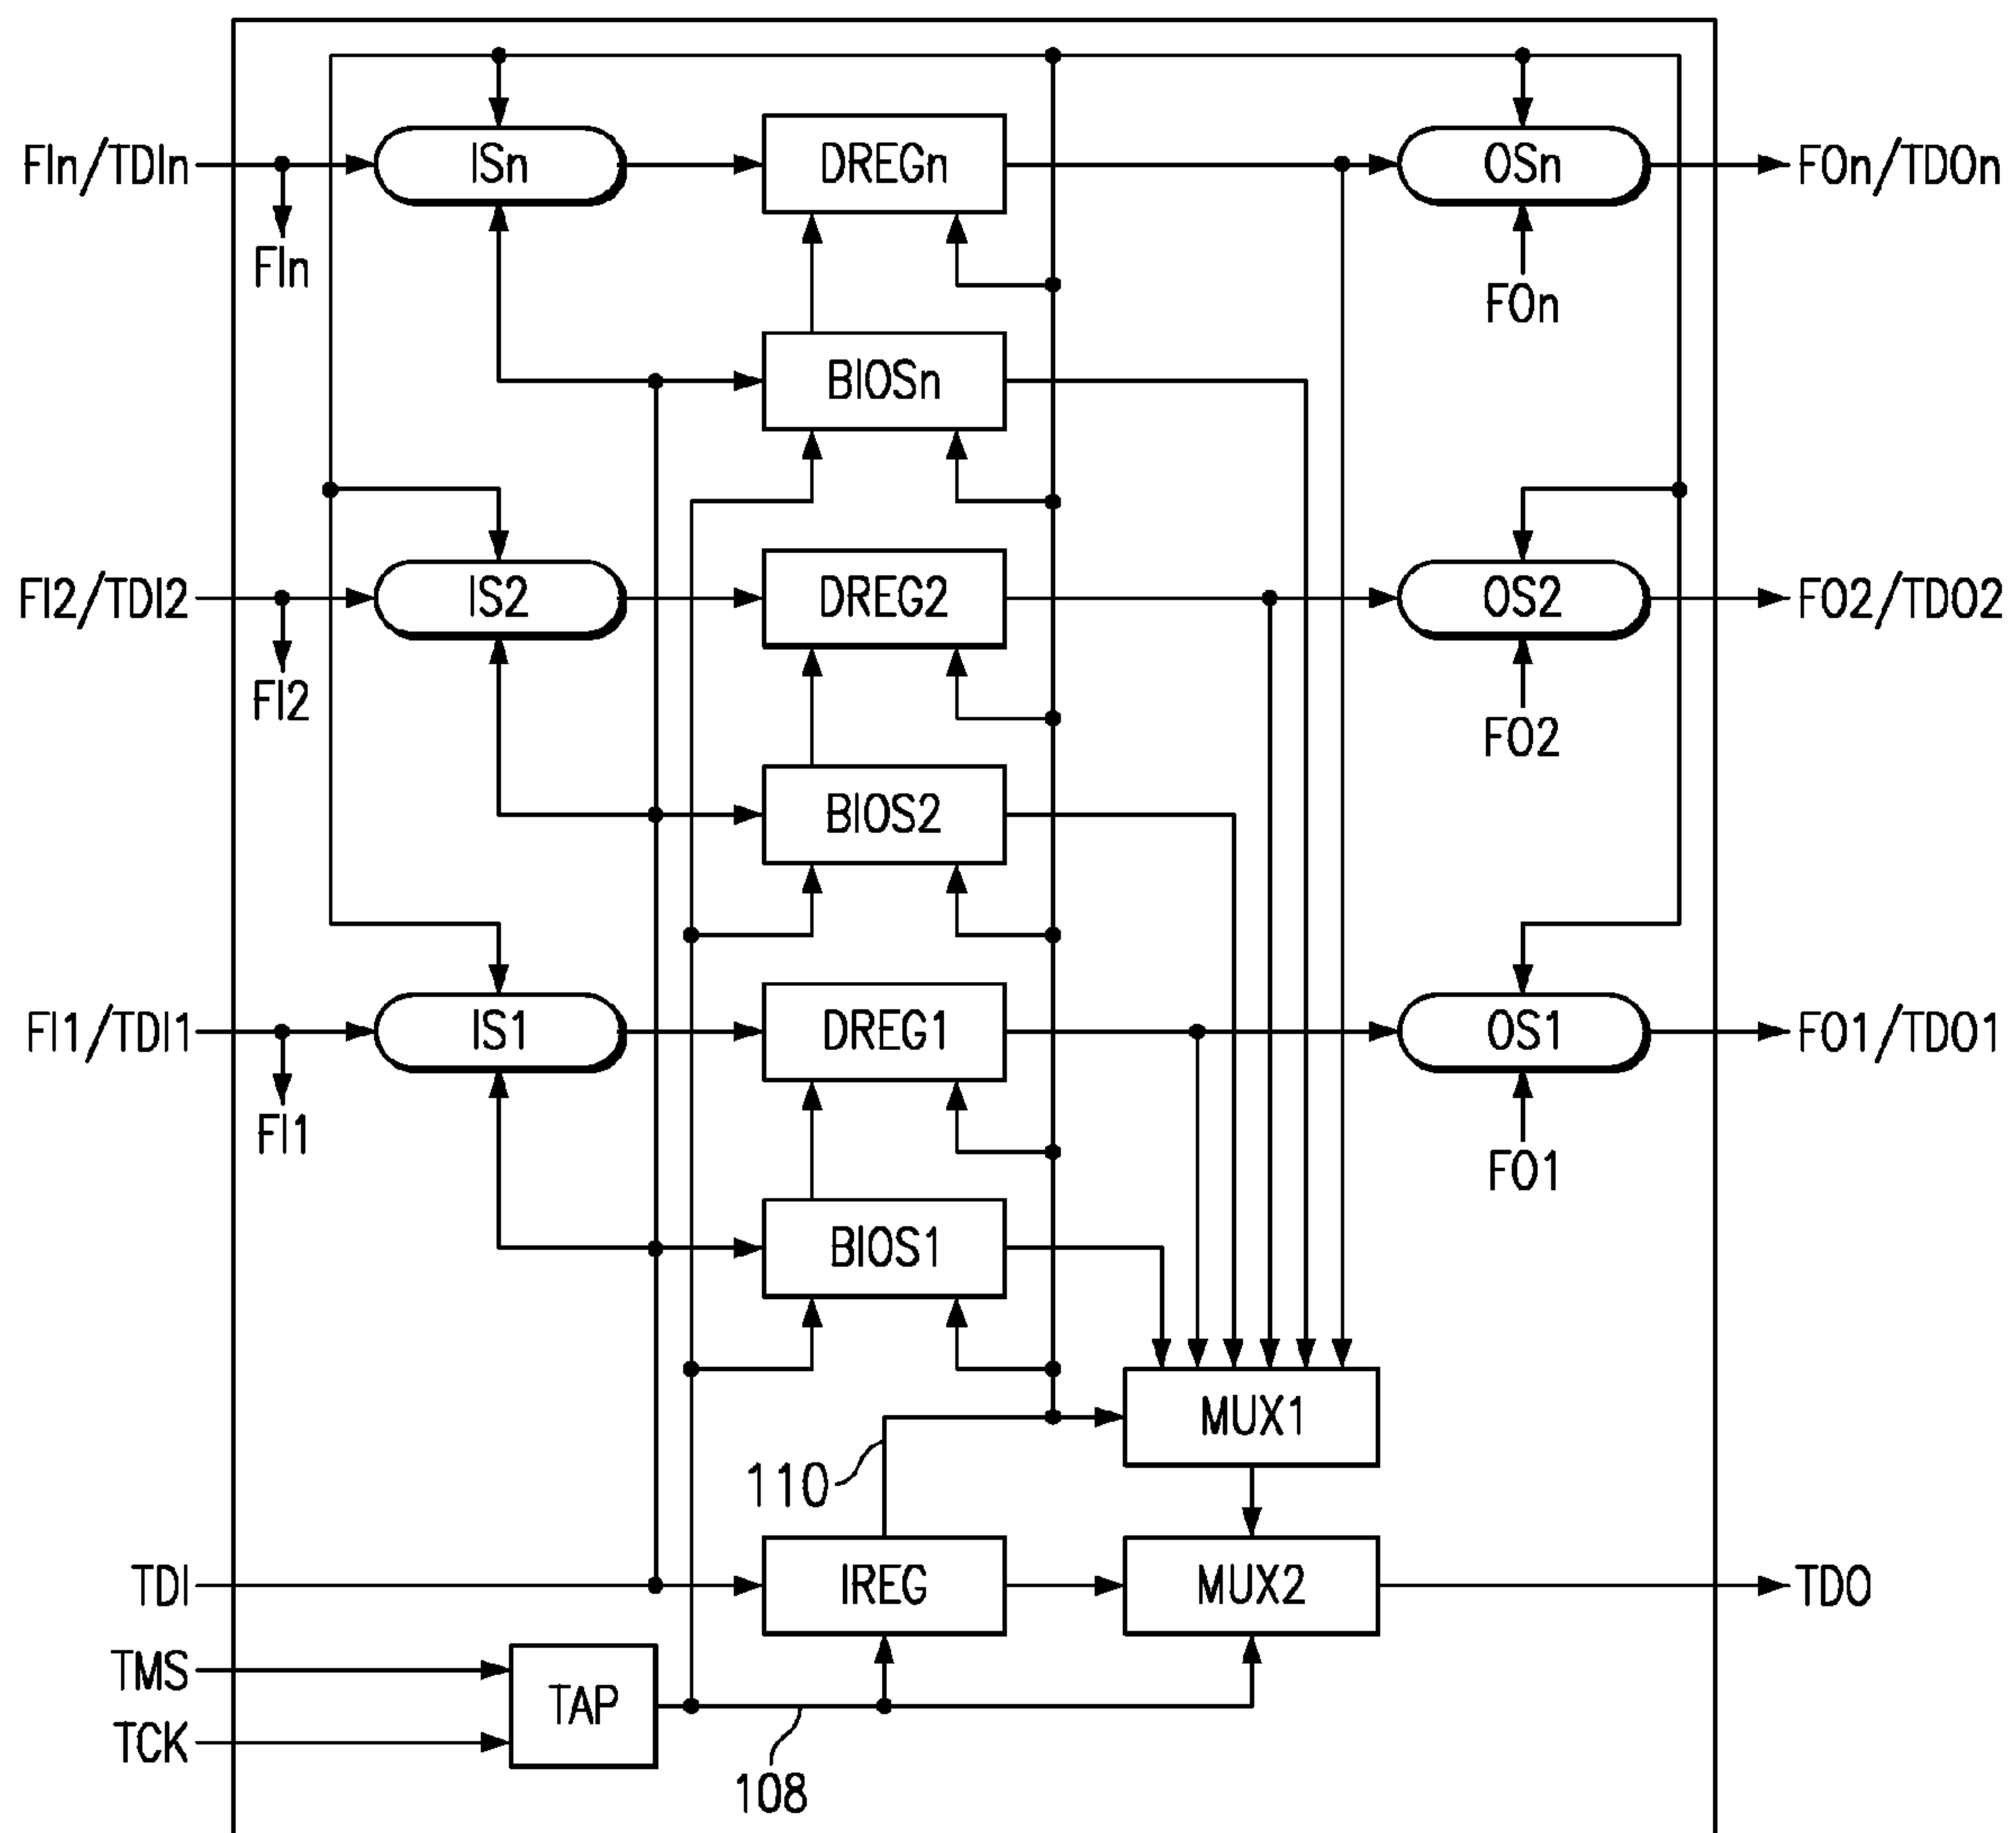 FIn/TDIn
ISn
DREGn
OSn
FOn/TDOn
FIn
FOn
BIOSn
FI2/TDI2
IS2
DREG2
OS2
FO2/TDO2
FI2
FO2
BIOS2
FI1/TDI1
IS1
DREG1
OS1
FO1/TDO1
FI1
FO1
BIOS1
MUX1
110
TDI
IREG
MUX2
TDO
TMS
TAP
TCK
108